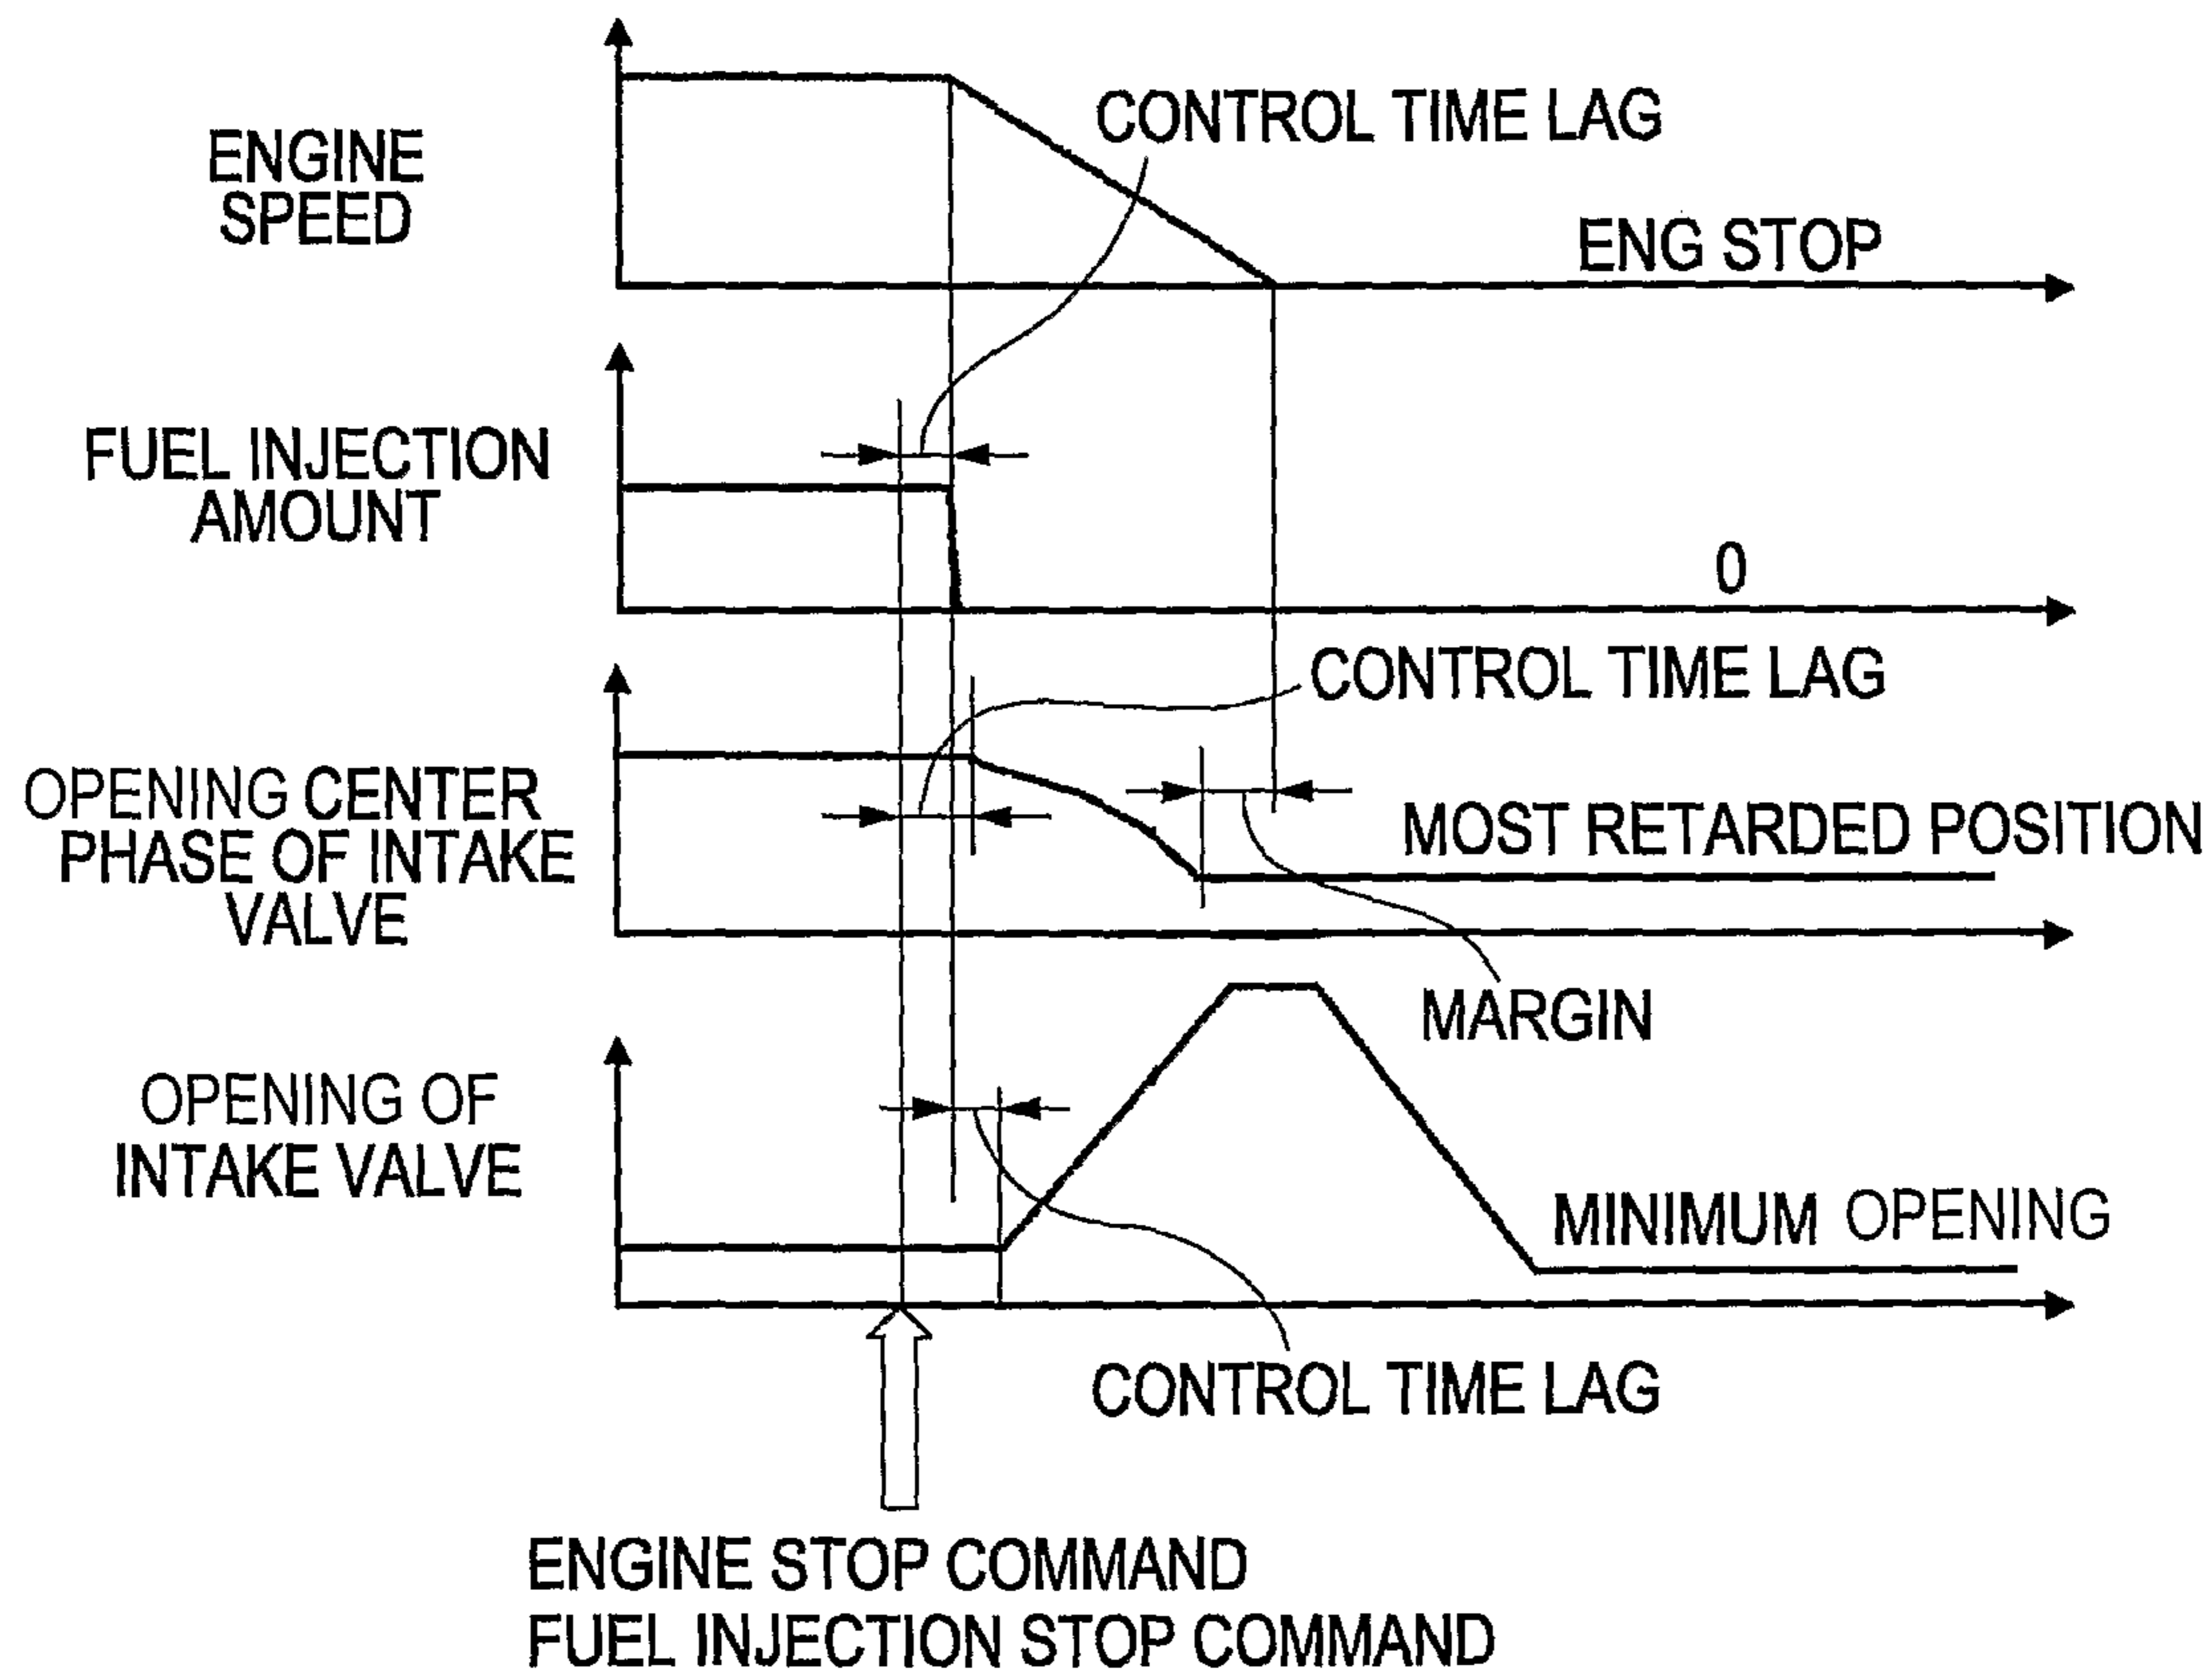 CONTROL TIME LAG
ENGINE
SPEED
ENG STOP
FUEL INJECTION
AMOUNT
0
CONTROL TIME LAG
OPENING CENTER
PHASE OF INTAKE
VALVE
MOST RETARDED POSITION
MARGIN
OPENING OF
INTAKE VALVE
MINIMUM OPENING
CONTROL TIME LAG
ENGINE STOP COMMAND
FUEL INJECTION STOP COMMAND